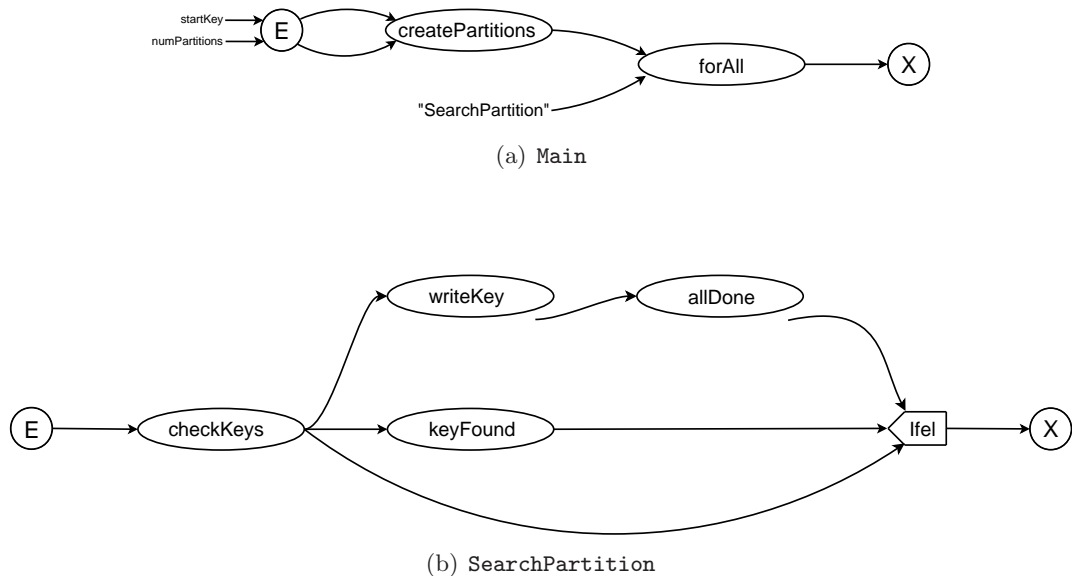 startKey
numPartitions
E
createPartitions
forAll
X
"SearchPartition"
(a) Main
writeKey
allDone
E
checkKeys
keyFound
Ifel
X
(b) SearchPartition